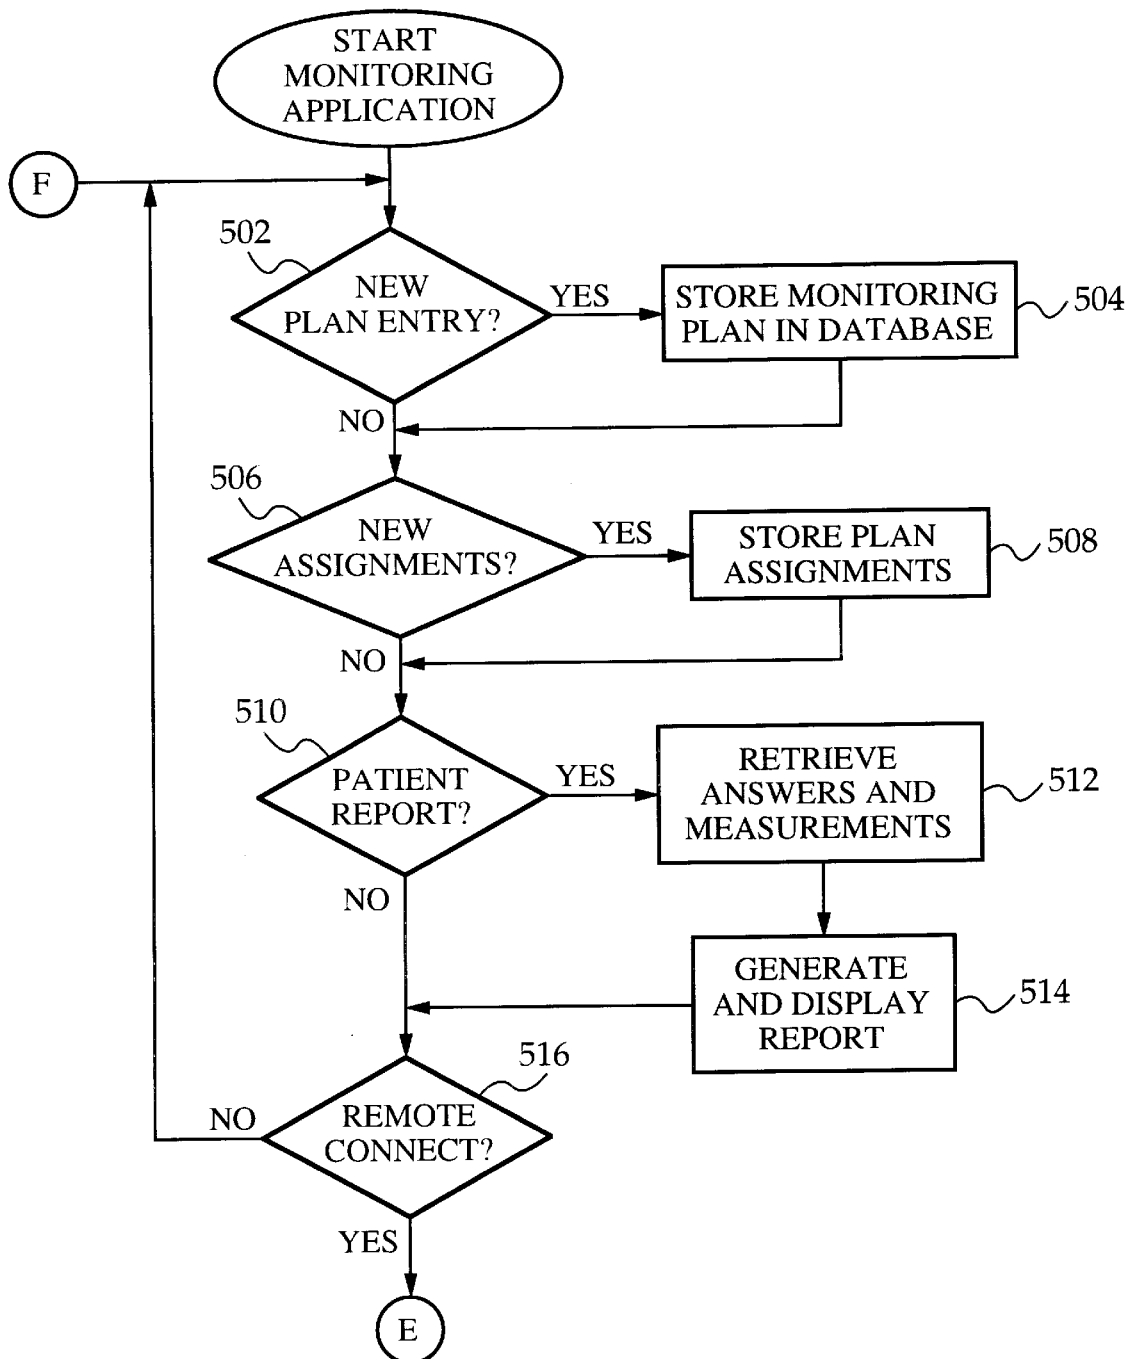 START
MONITORING
APPLICATION
F
502
NEW
PLAN ENTRY?
YES
STORE MONITORING
PLAN IN DATABASE
504
NO
506
NEW
ASSIGNMENTS?
YES
STORE PLAN
ASSIGNMENTS
508
NO
510
PATIENT
REPORT?
YES
RETRIEVE
ANSWERS AND
MEASUREMENTS
512
NO
GENERATE
AND DISPLAY
REPORT
514
516
REMOTE
CONNECT?
NO
YES
E